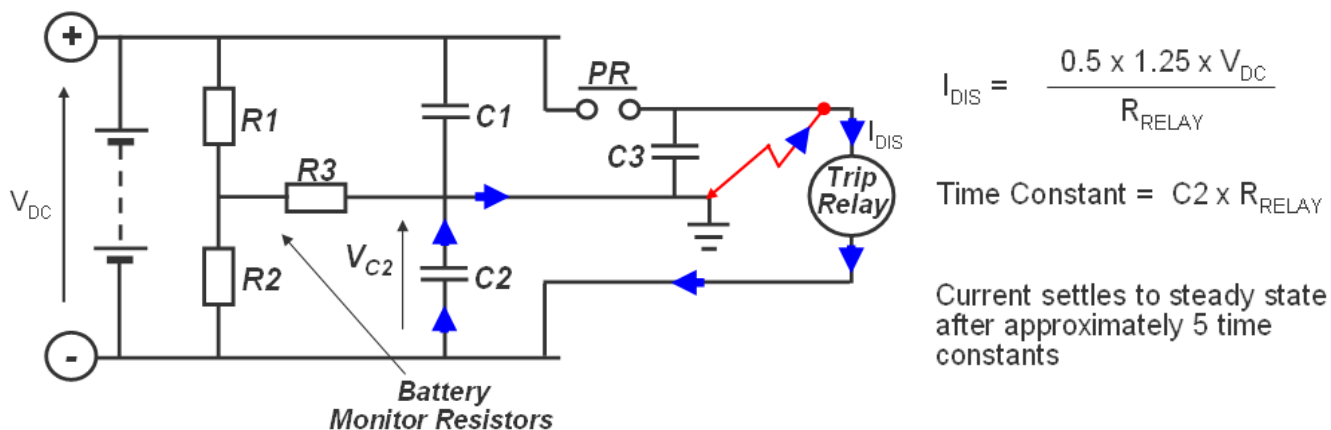 +
V_DC
R1
R3
R2
V_C2
C1
C2
PR
C3
I_DIS
Trip
Relay
-
Battery
Monitor Resistors
I_DIS = 0.5 x 1.25 x V_DC
R_RELAY
Time Constant = C2 x R_RELAY
Current settles to steady state
after approximately 5 time
constants